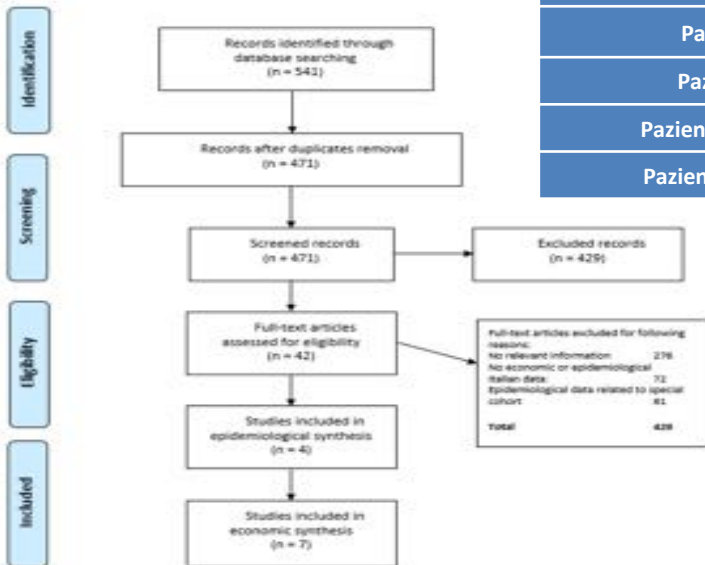 Identification
Records identified through
database searching
(n = 541)
Records after duplicates removal
(n = 471)
Screening
Screened records
(n = 471)
Excluded records
(n = 429)
Eligibility
Full-text articles
assessed for eligibility
(n = 42)
Full-text articles excluded for following
reasons:
No relevant information 276
No economic or epidemiological
Italian data: 72
Epidemiological data related to special
cohort 81
Total 429
Studies included in
epidemiological synthesis
(n = 4)
Included
Studies included in
economic synthesis
(n = 7)
Pa
Paz
Pazien
Pazien